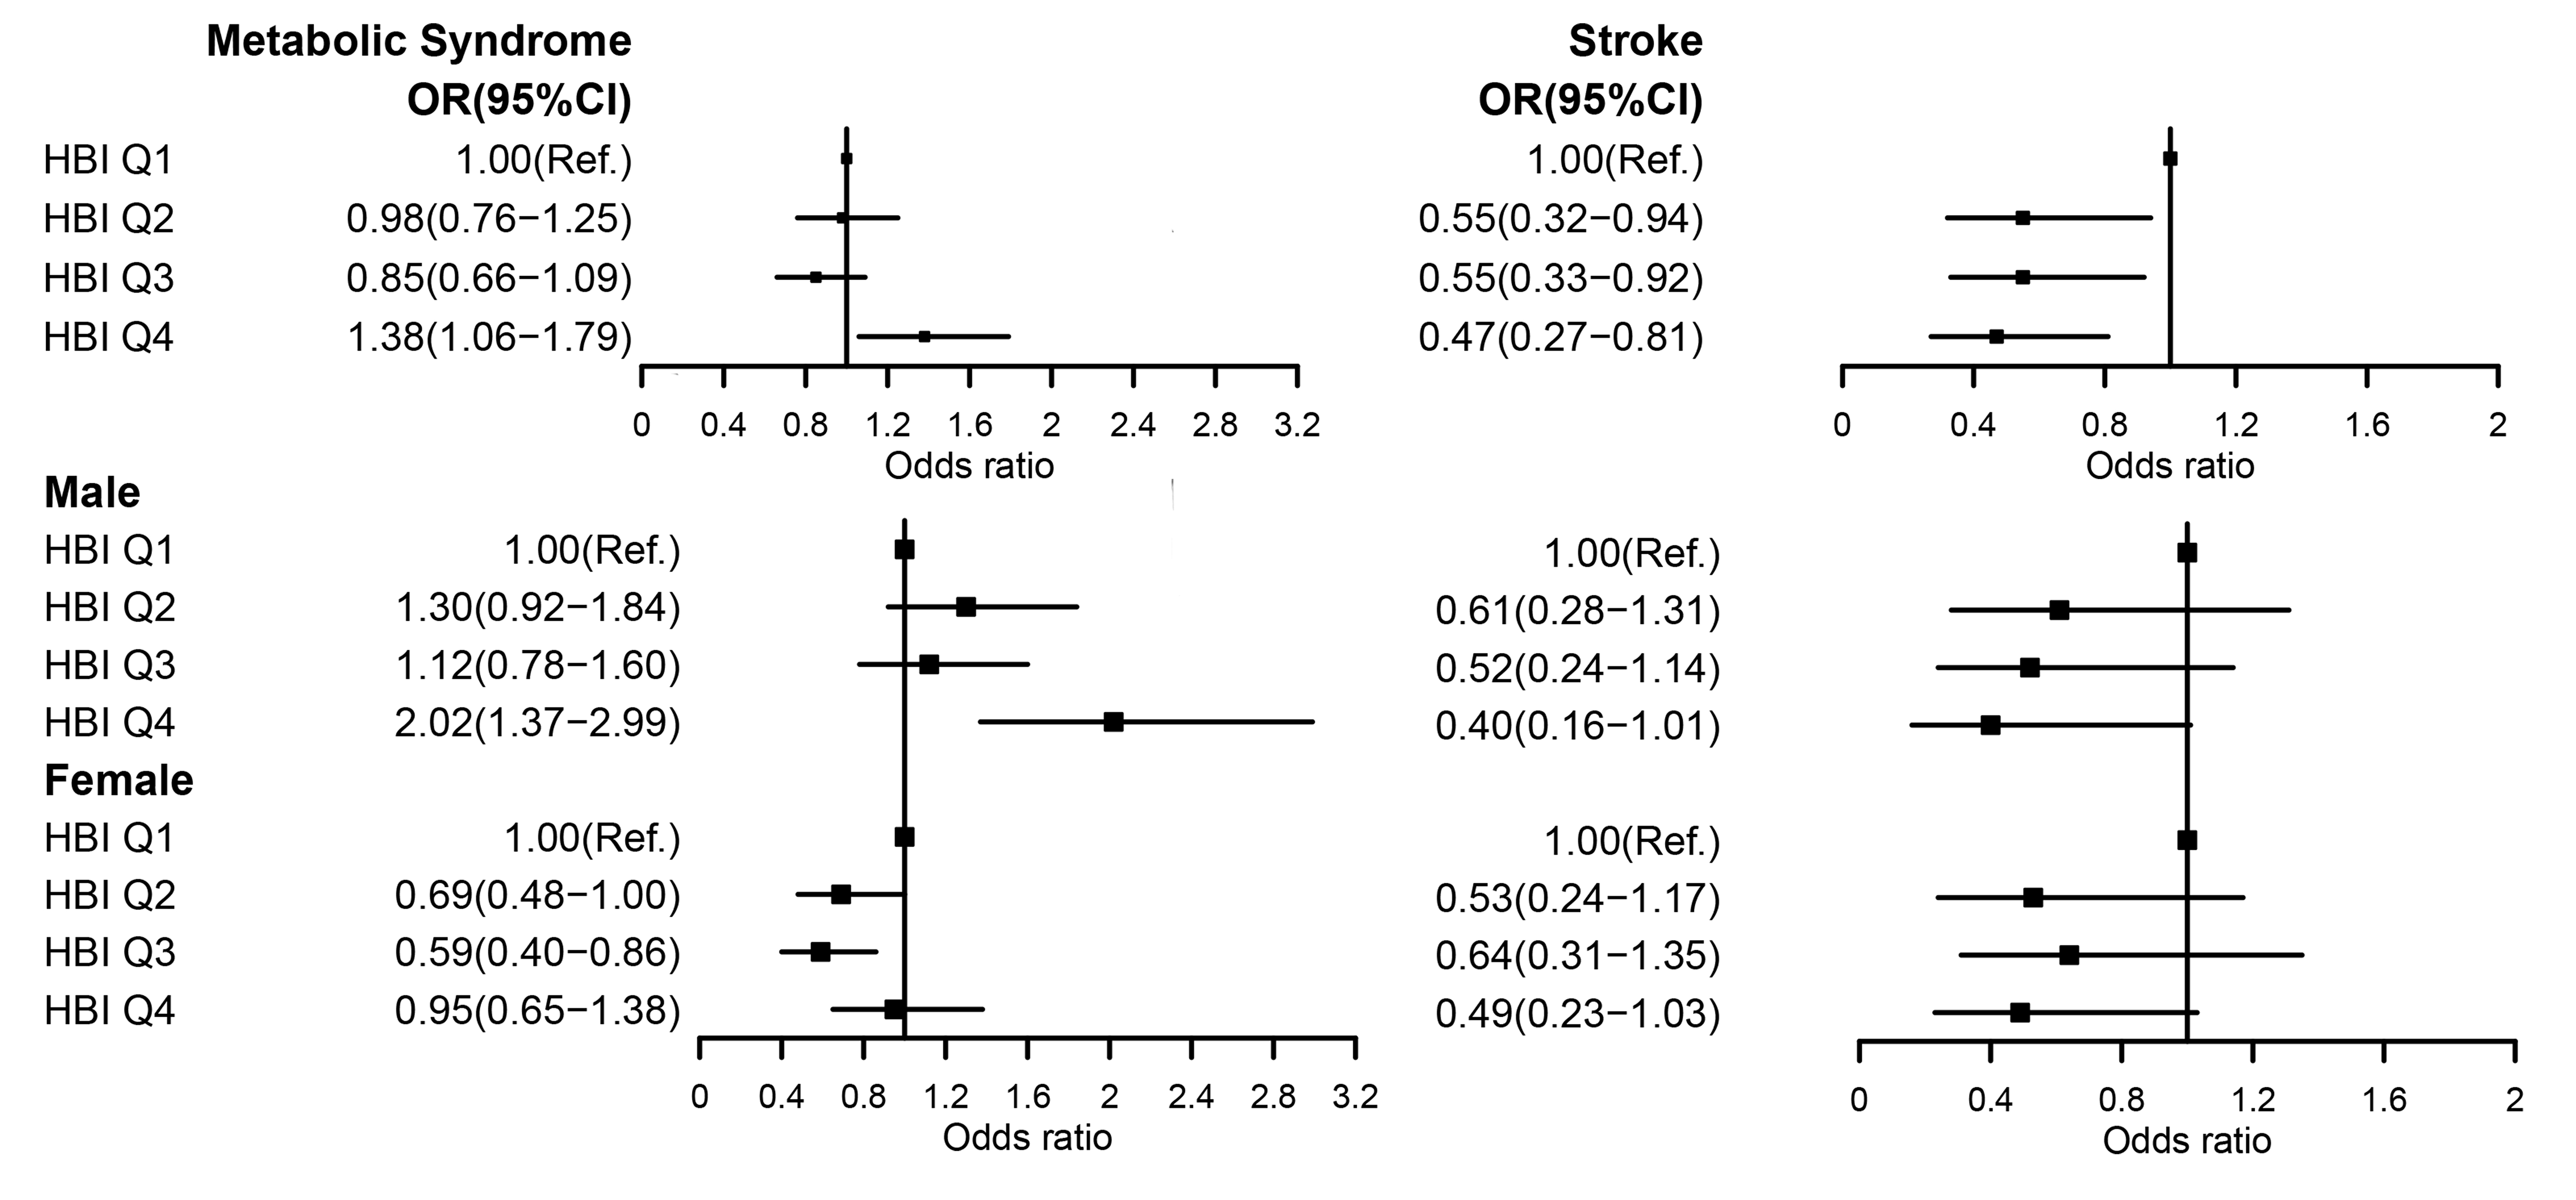 Metabolic Syndrome Stroke
OR(95%CI) OR(95%CI)
HBI Q1 1.00(Ref.) 1.00(Ref.)
HBI Q2 0.98(0.76−1.25) 0.55(0.32−0.94)
HBI Q3 0.85(0.66−1.09) 0.55(0.33−0.92)
HBI Q4 1.38(1.06−1.79) 0.47(0.27−0.81)
0 0.4 0.8 1.2 1.6 2 2.4 2.8 3.2 0 0.4 0.8 1.2 1.6 2
Odds ratio Odds ratio
Male
HBI Q1 1.00(Ref.) 1.00(Ref.)
HBI Q2 1.30(0.92−1.84) 0.61(0.28−1.31)
HBI Q3 1.12(0.78−1.60) 0.52(0.24−1.14)
HBI Q4 2.02(1.37−2.99) 0.40(0.16−1.01)
Female
HBI Q1 1.00(Ref.) 1.00(Ref.)
HBI Q2 0.69(0.48−1.00) 0.53(0.24−1.17)
HBI Q3 0.59(0.40−0.86) 0.64(0.31−1.35)
HBI Q4 0.95(0.65−1.38) 0.49(0.23−1.03)
0 0.4 0.8 1.2 1.6 2 2.4 2.8 3.2 0 0.4 0.8 1.2 1.6 2
Odds ratio Odds ratio